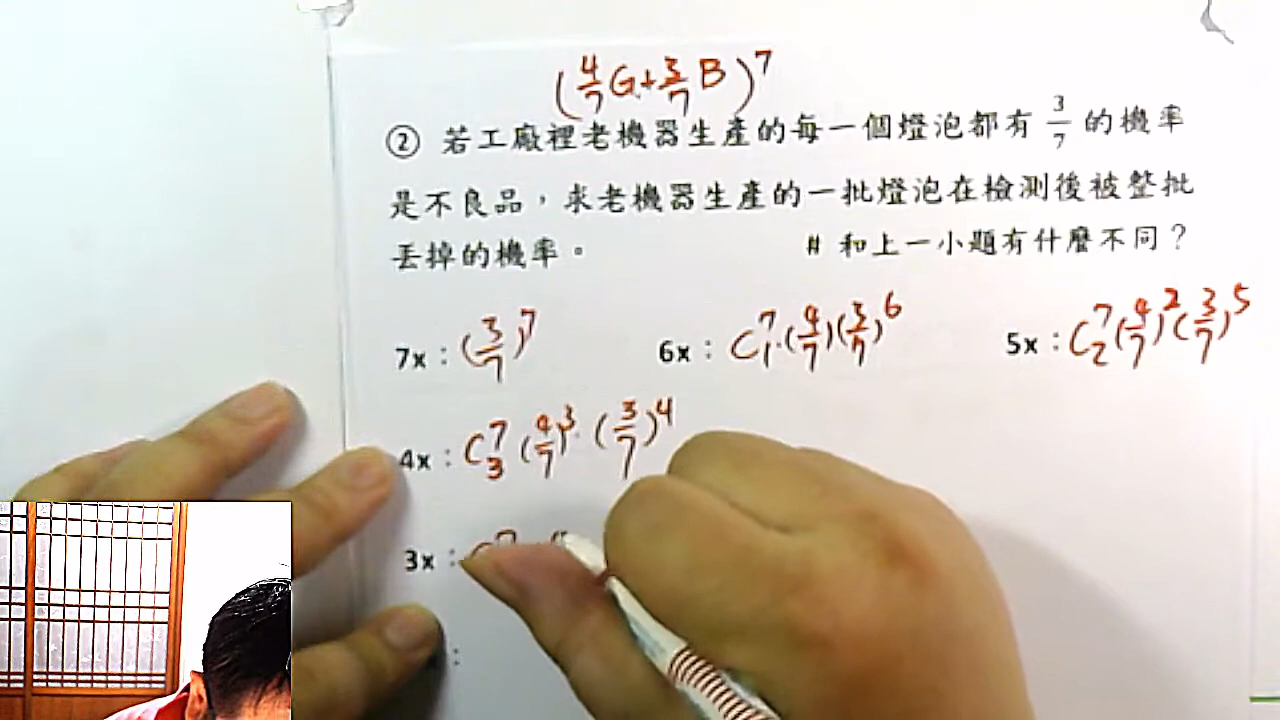 (4/7 G + 3/7 B)^7
② 若工廠裡老機器生產的每一個燈泡都有 3/7 的機率
是不良品，求老機器生產的一批燈泡在檢測後被整批
丟掉的機率。 # 和上一小題有什麼不同？
7x : (3/7)^7 6x : C^7_1 · (4/7)(3/7)^6 5x : C^7_2 (4/7)^2 (3/7)^5
4x : C^7_3 (4/7)^3 · (3/7)^4
3x : C
: